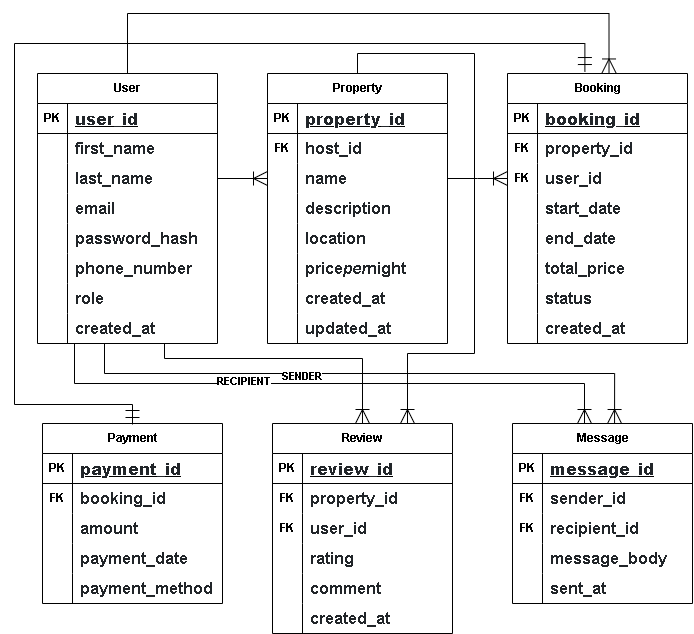 User
PK user_id
first_name
last_name
email
password_hash
phone_number
role
created_at
Property
PK property_id
FK host_id
name
description
location
pricepernight
created_at
updated_at
Booking
PK booking_id
FK property_id
FK user_id
start_date
end_date
total_price
status
created_at
SENDER
RECIPIENT
Payment
PK payment_id
FK booking_id
amount
payment_date
payment_method
Review
PK review_id
FK property_id
FK user_id
rating
comment
created_at
Message
PK message_id
FK sender_id
FK recipient_id
message_body
sent_at